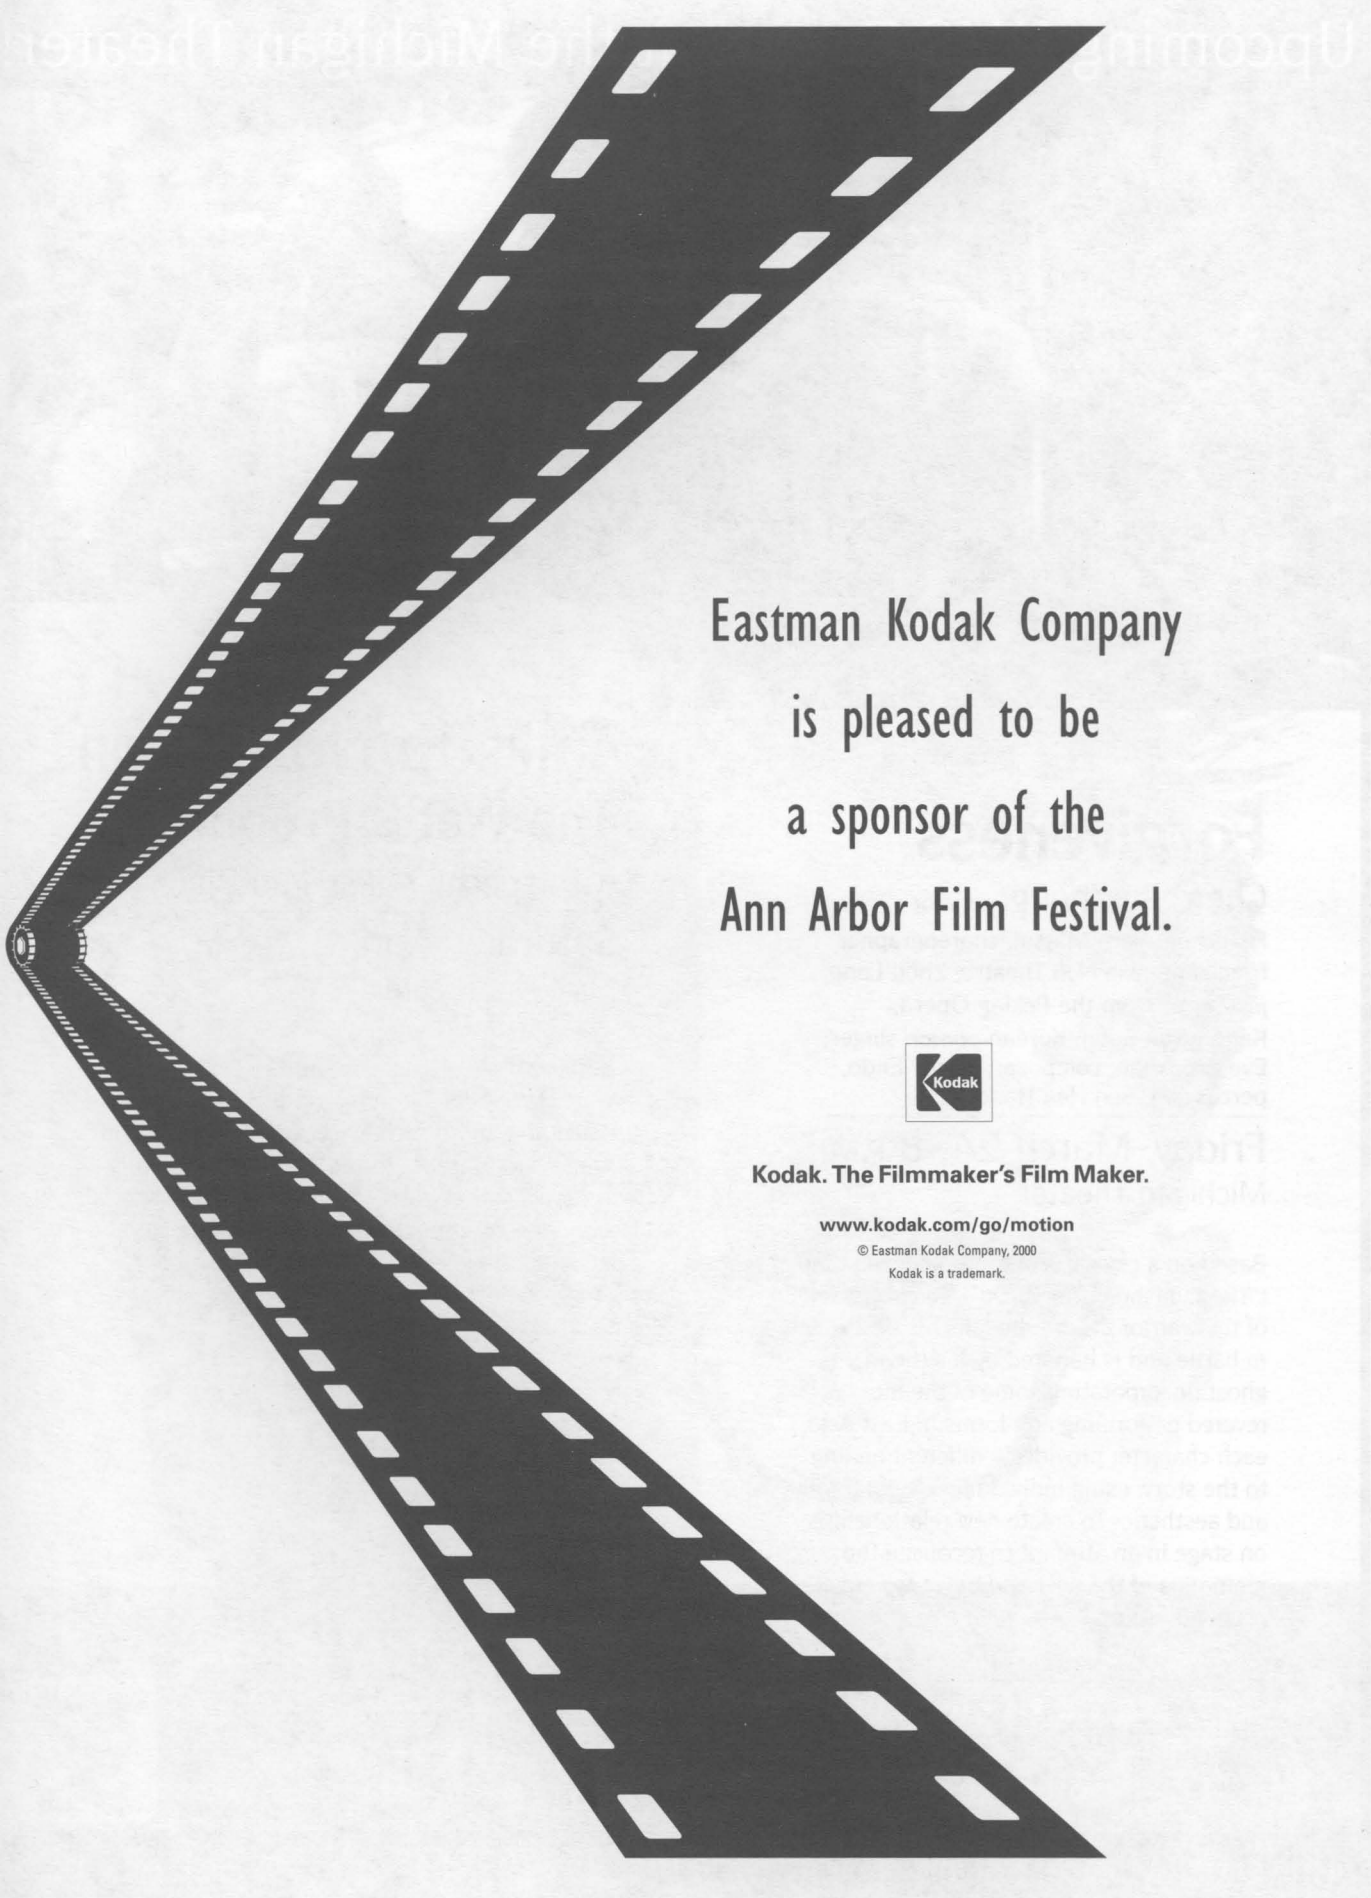 Eastman Kodak Company
is pleased to be
a sponsor of the
Ann Arbor Film Festival.
Kodak
Kodak. The Filmmaker's Film Maker.
www.kodak.com/go/motion
© Eastman Kodak Company, 2000
Kodak is a trademark.